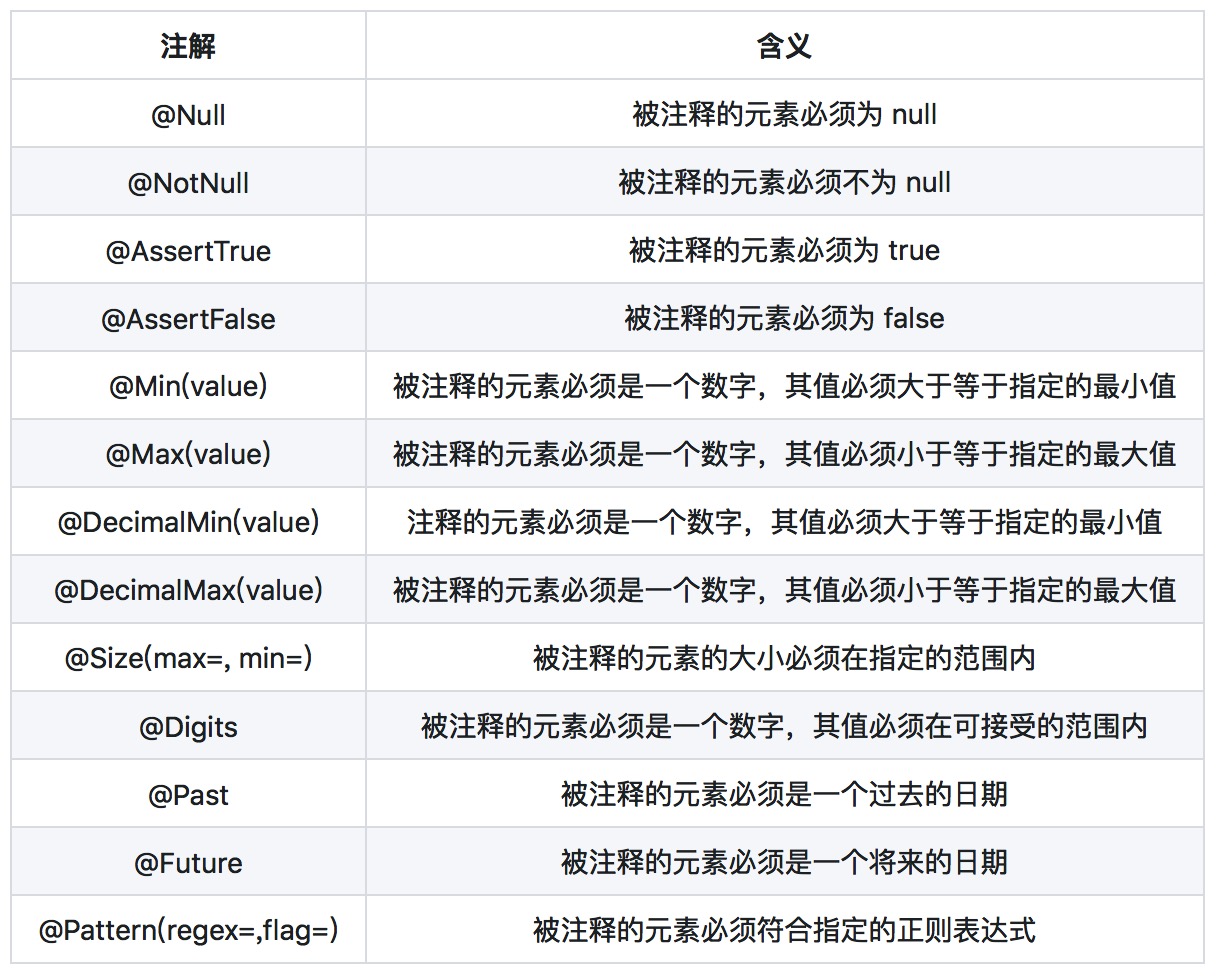 注解 含义
@Null 被注释的元素必须为 null
@NotNull 被注释的元素必须不为 null
@AssertTrue 被注释的元素必须为 true
@AssertFalse 被注释的元素必须为 false
@Min(value) 被注释的元素必须是一个数字，其值必须大于等于指定的最小值
@Max(value) 被注释的元素必须是一个数字，其值必须小于等于指定的最大值
@DecimalMin(value) 注释的元素必须是一个数字，其值必须大于等于指定的最小值
@DecimalMax(value) 被注释的元素必须是一个数字，其值必须小于等于指定的最大值
@Size(max=, min=) 被注释的元素的大小必须在指定的范围内
@Digits 被注释的元素必须是一个数字，其值必须在可接受的范围内
@Past 被注释的元素必须是一个过去的日期
@Future 被注释的元素必须是一个将来的日期
@Pattern(regex=,flag=) 被注释的元素必须符合指定的正则表达式